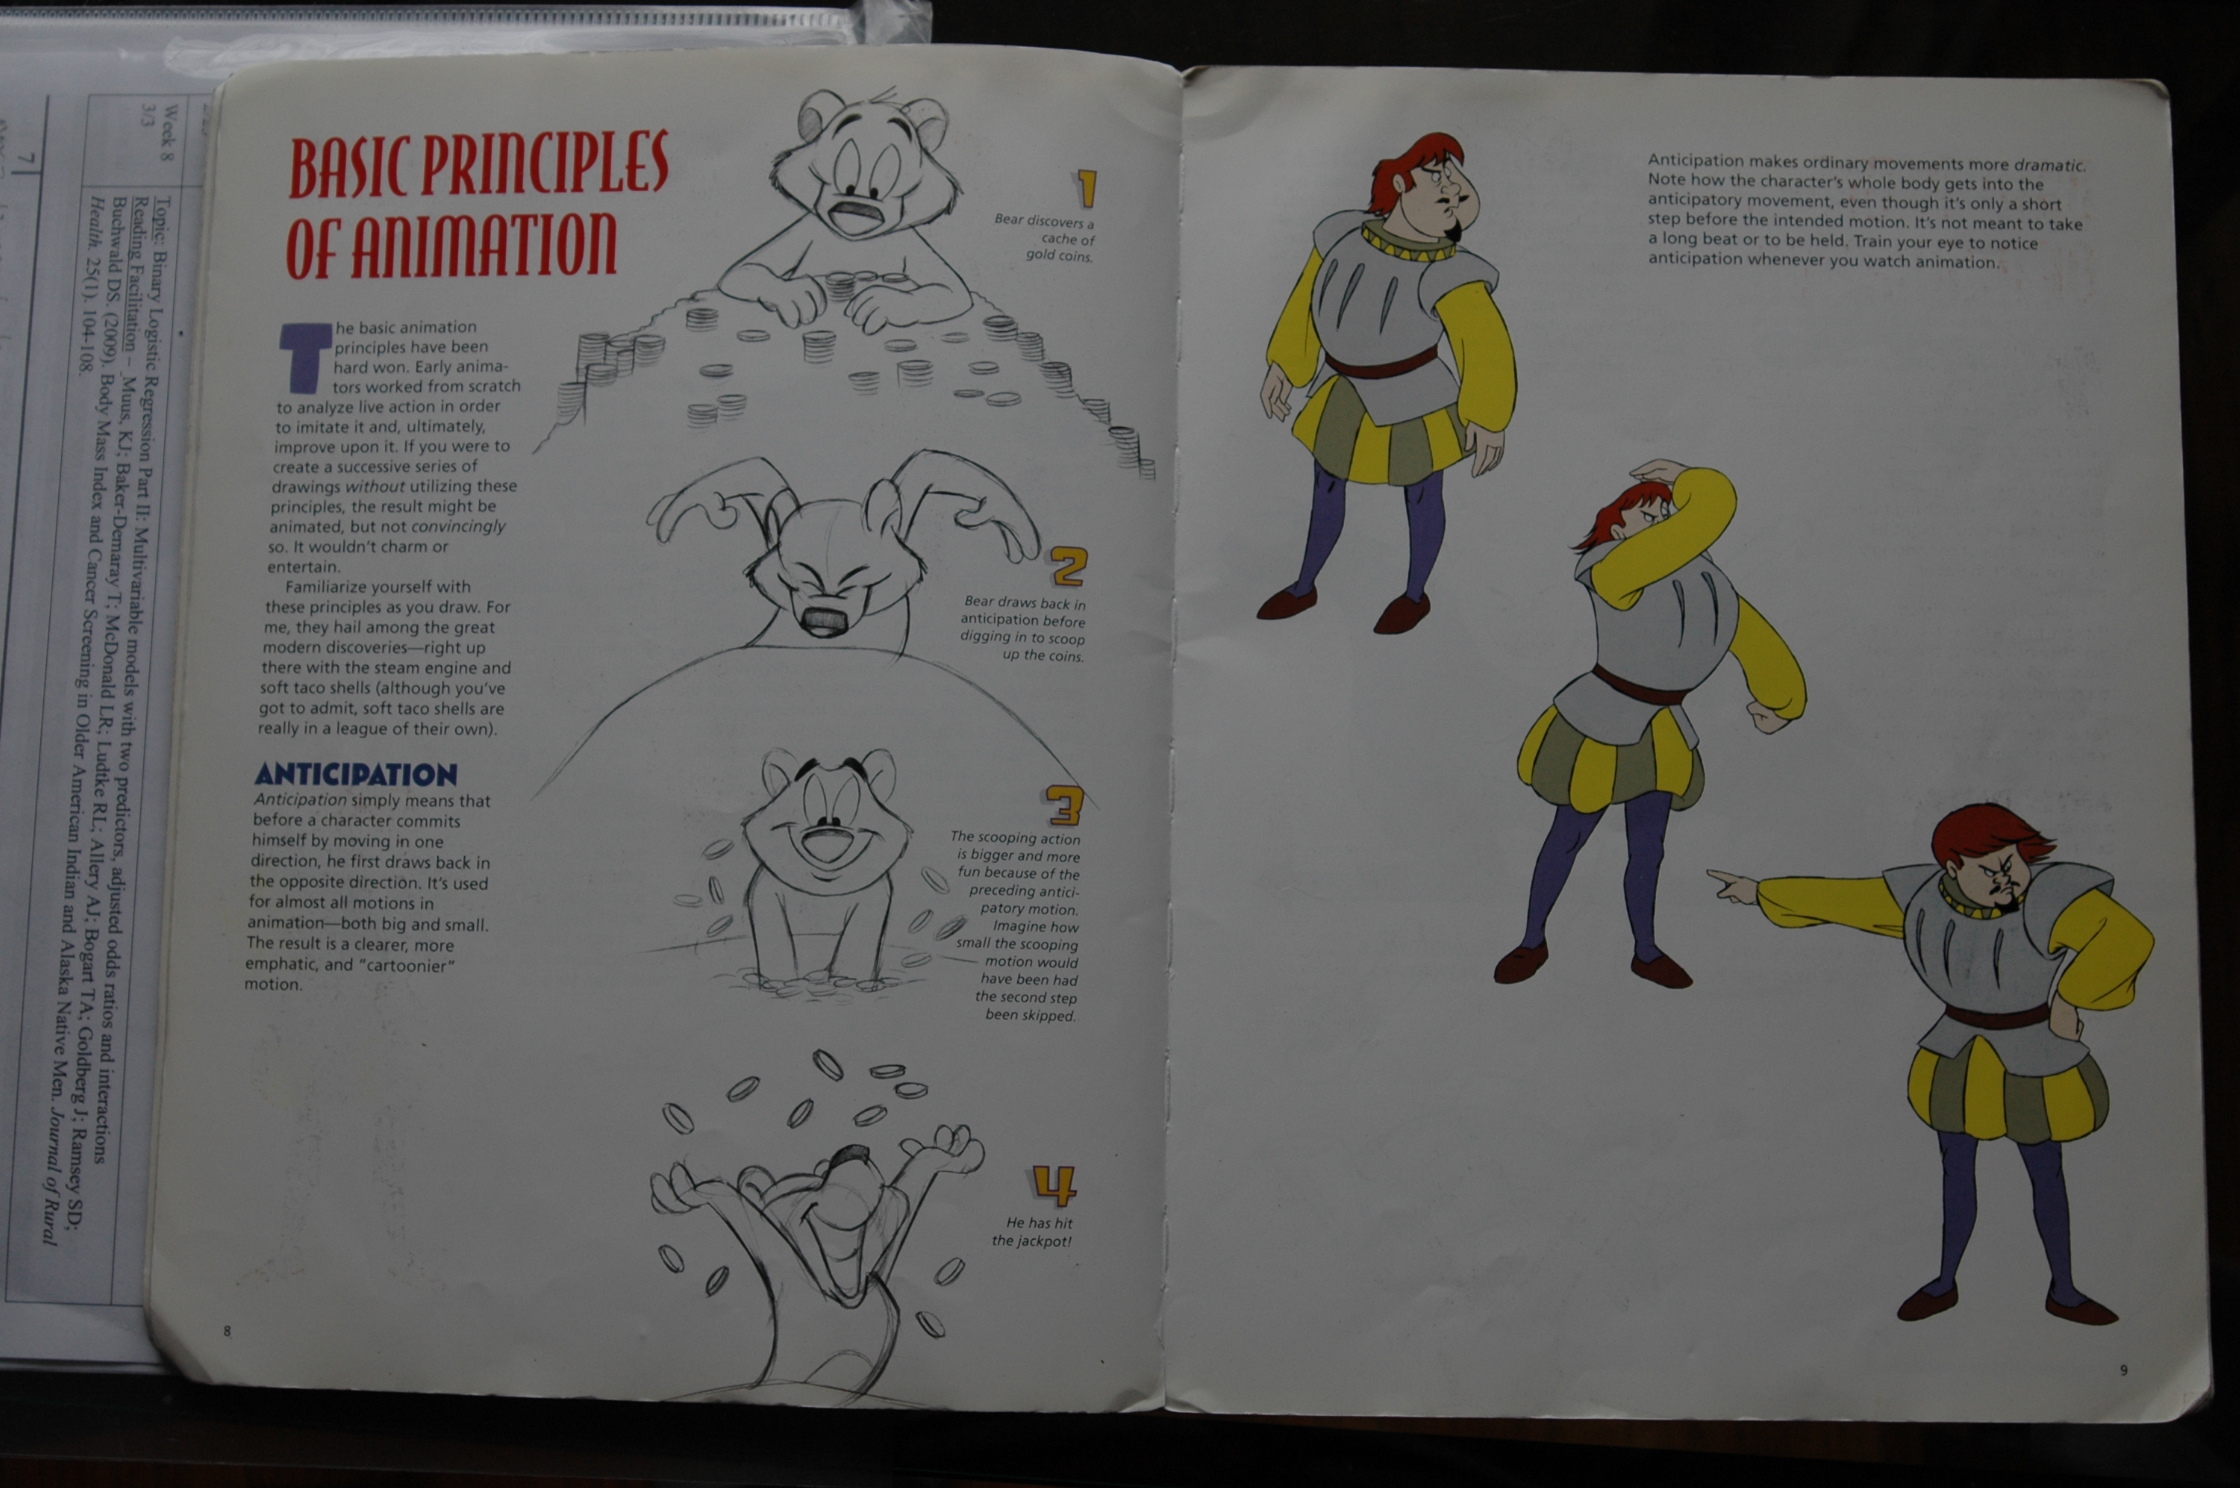 BASIC PRINCIPLES
OF ANIMATION
The basic animation
principles have been
hard won. Early anima-
tors worked from scratch
to analyze live action in order
to imitate it and, ultimately,
improve upon it. If you were to
create a successive series of
drawings without utilizing these
principles, the result might be
animated, but not convincingly
so. It wouldn't charm or
entertain.
Familiarize yourself with
these principles as you draw. For
me, they hail among the great
modern discoveries—right up
there with the steam engine and
soft taco shells (although you've
got to admit, soft taco shells are
really in a league of their own).
ANTICIPATION
Anticipation simply means that
before a character commits
himself by moving in one
direction, he first draws back in
the opposite direction. It's used
for almost all motions in
animation—both big and small.
The result is a clearer, more
emphatic, and "cartoonier"
motion.
1
Bear discovers a
cache of
gold coins.
2
Bear draws back in
anticipation before
digging in to scoop
up the coins.
3
The scooping action
is bigger and more
fun because of the
preceding antici-
patory motion.
Imagine how
small the scooping
motion would
have been had
the second step
been skipped.
4
He has hit
the jackpot!
8
Anticipation makes ordinary movements more dramatic.
Note how the character's whole body gets into the
anticipatory movement, even though it's only a short
step before the intended motion. It's not meant to take
a long beat or to be held. Train your eye to notice
anticipation whenever you watch animation.
9
Week 8
3/3
Topic: Binary Logistic Regression Part II: Multivariable models with two predictors, adjusted odds ratios and interactions
Reading Facilitation – Muus, KJ; Baker-Demaray T; McDonald LR; Ludtke RL; Allery AJ; Bogart TA; Goldberg J; Ramsey SD;
Buchwald DS. (2009). Body Mass Index and Cancer Screening in Older American Indian and Alaska Native Men. Journal of Rural
Health. 25(1). 104-108.
7